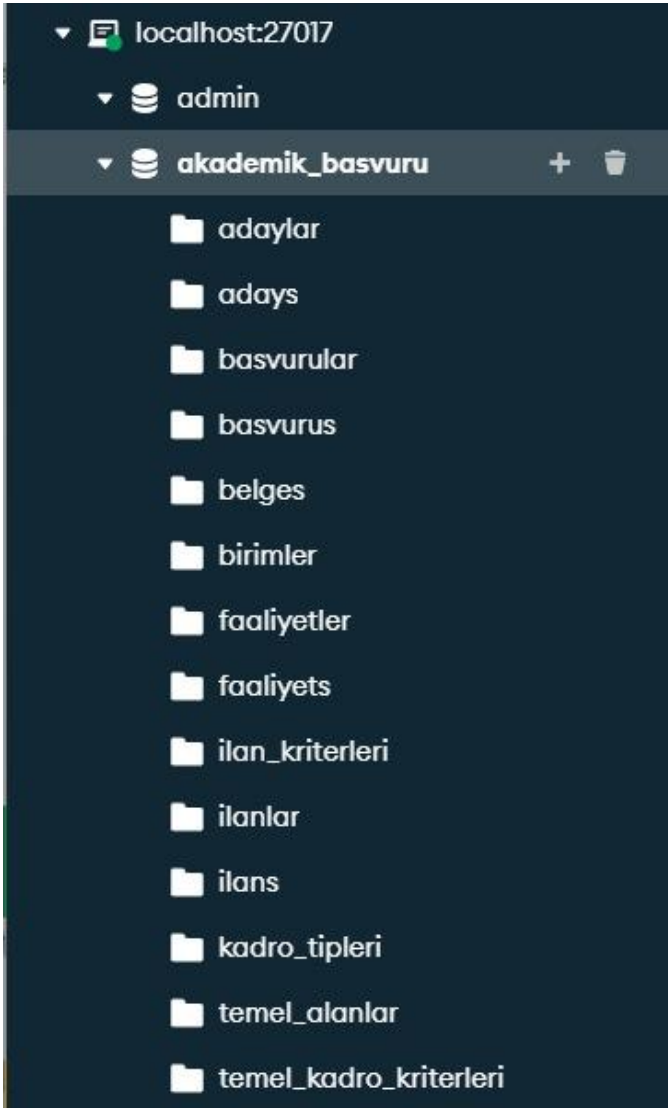 localhost:27017
admin
akademik_basvuru
adaylar
adays
basvurular
basvurus
belges
birimler
faaliyetler
faaliyets
ilan_kriterleri
ilanlar
ilans
kadro_tipleri
temel_alanlar
temel_kadro_kriterleri